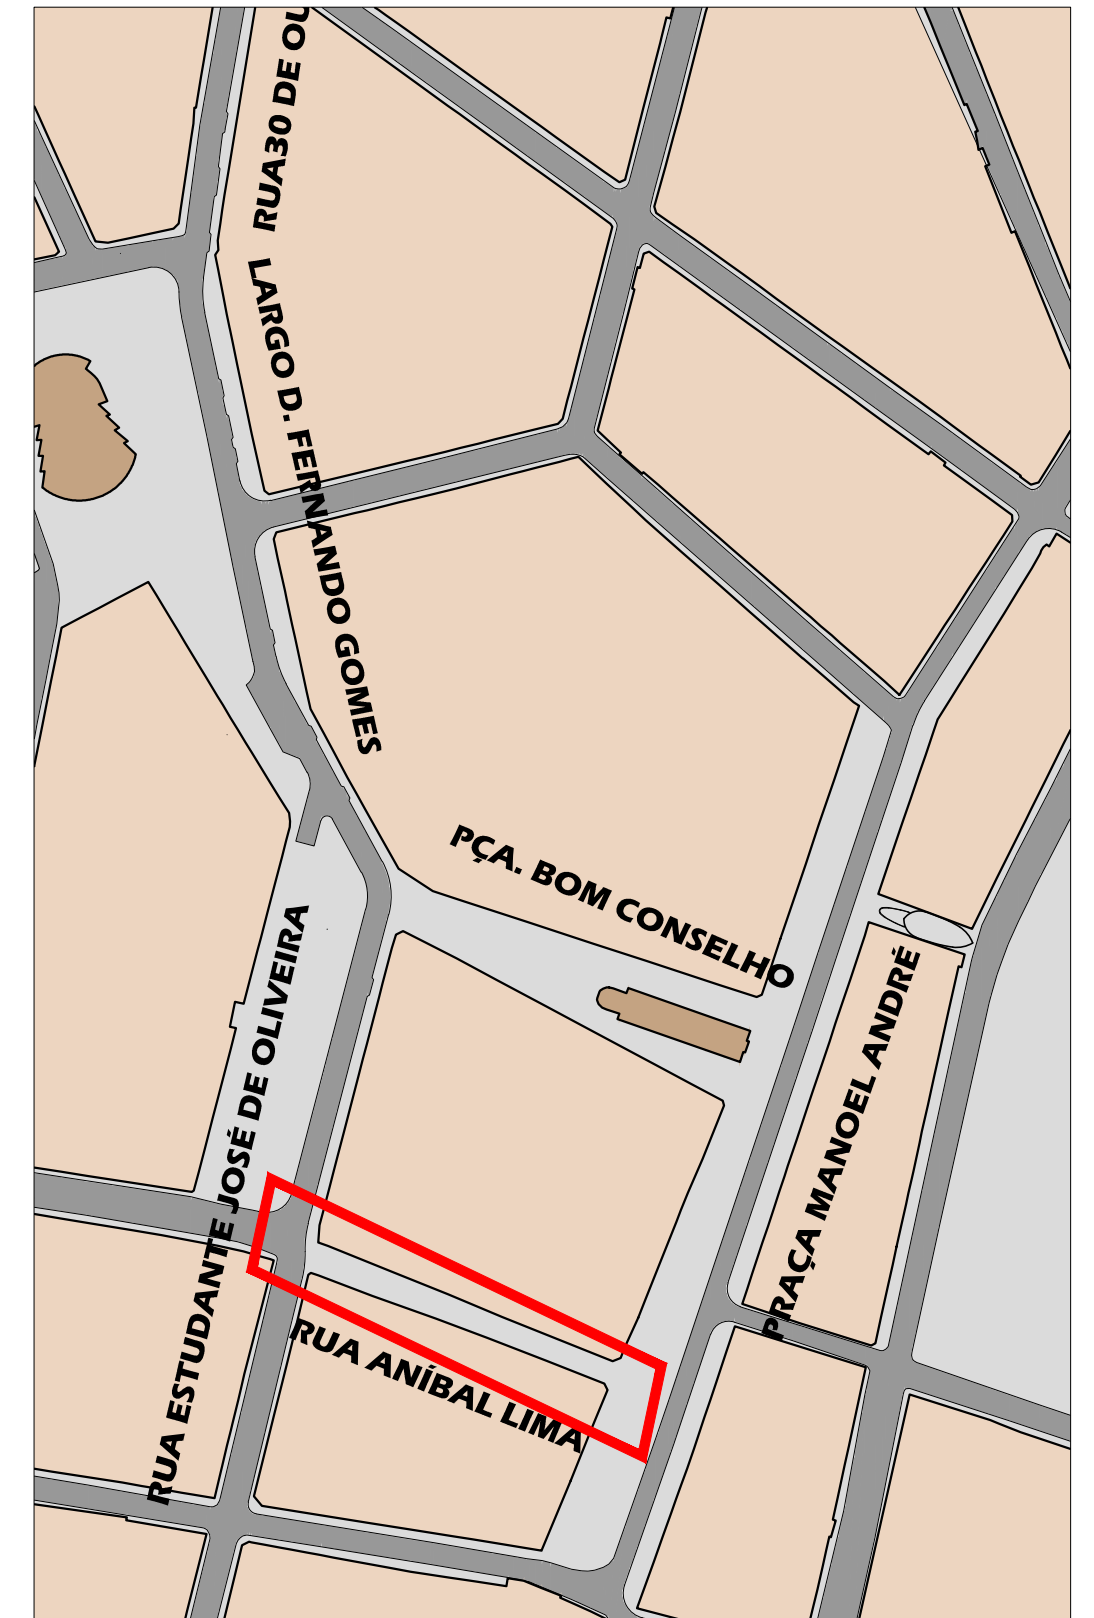 RUA30 DE OU
LARGO D. FERNANDO GOMES
PÇA. BOM CONSELHO
RUA ESTUDANTE JOSÉ DE OLIVEIRA
PRAÇA MANOEL ANDRÉ
RUA ANÍBAL LIMA